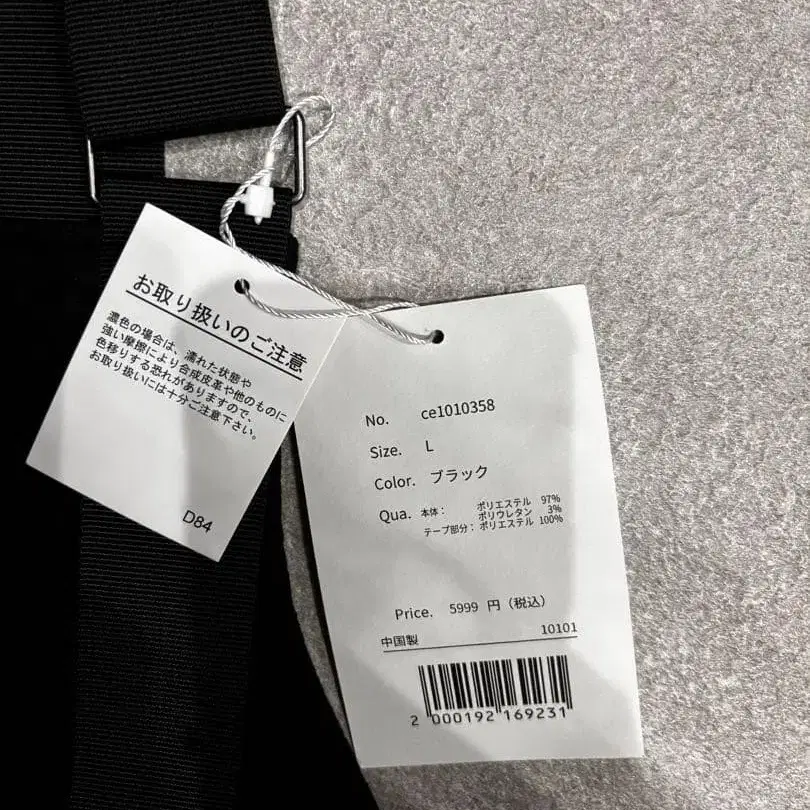 お取り扱いのご注意
濃色の場合は、濡れた状態や
強い摩擦により合成皮革や他のものに
色移りする恐れがありますので、
お取り扱いには十分ご注意下さい。
D84
No. ce1010358
Size. L
Color. ブラック
Qua. 本体： ポリエステル 97%
ポリウレタン 3%
テープ部分：ポリエステル 100%
Price. 5999 円（税込）
中国製 10101
2 000192 169231